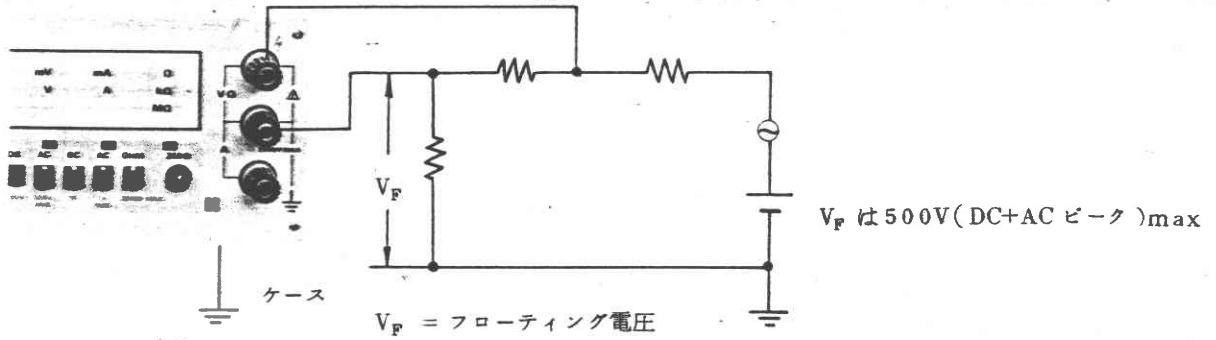 mV mA Ω
V A kΩ
MΩ
VΩ
A
AC DC AC
V_F
V_F は500V(DC+AC ピーク)max
ケース
V_F = フローティング電圧